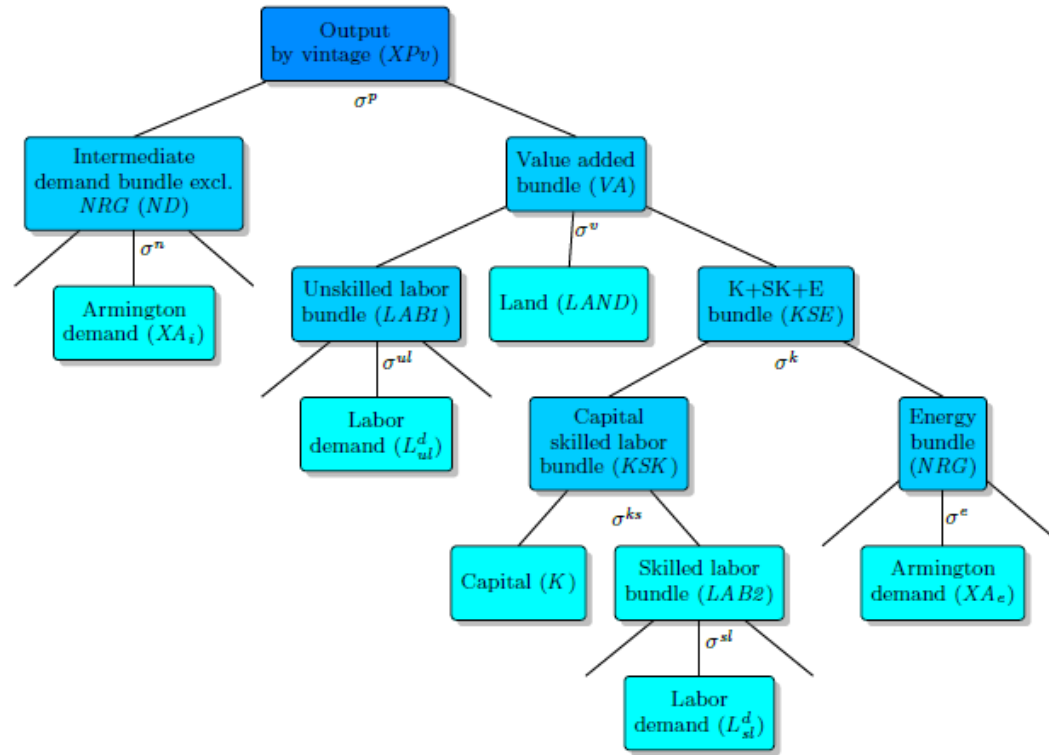 Output
by vintage (XPv)
σ^p
Intermediate
demand bundle excl.
NRG (ND)
Value added
bundle (VA)
σ^n
σ^v
Armington
demand (XA_i)
Unskilled labor
bundle (LAB1)
Land (LAND)
K+SK+E
bundle (KSE)
σ^ul
σ^k
Labor
demand (L^d_ul)
Capital
skilled labor
bundle (KSK)
Energy
bundle
(NRG)
σ^ks
σ^e
Capital (K)
Skilled labor
bundle (LAB2)
Armington
demand (XA_e)
σ^sl
Labor
demand (L^d_sl)